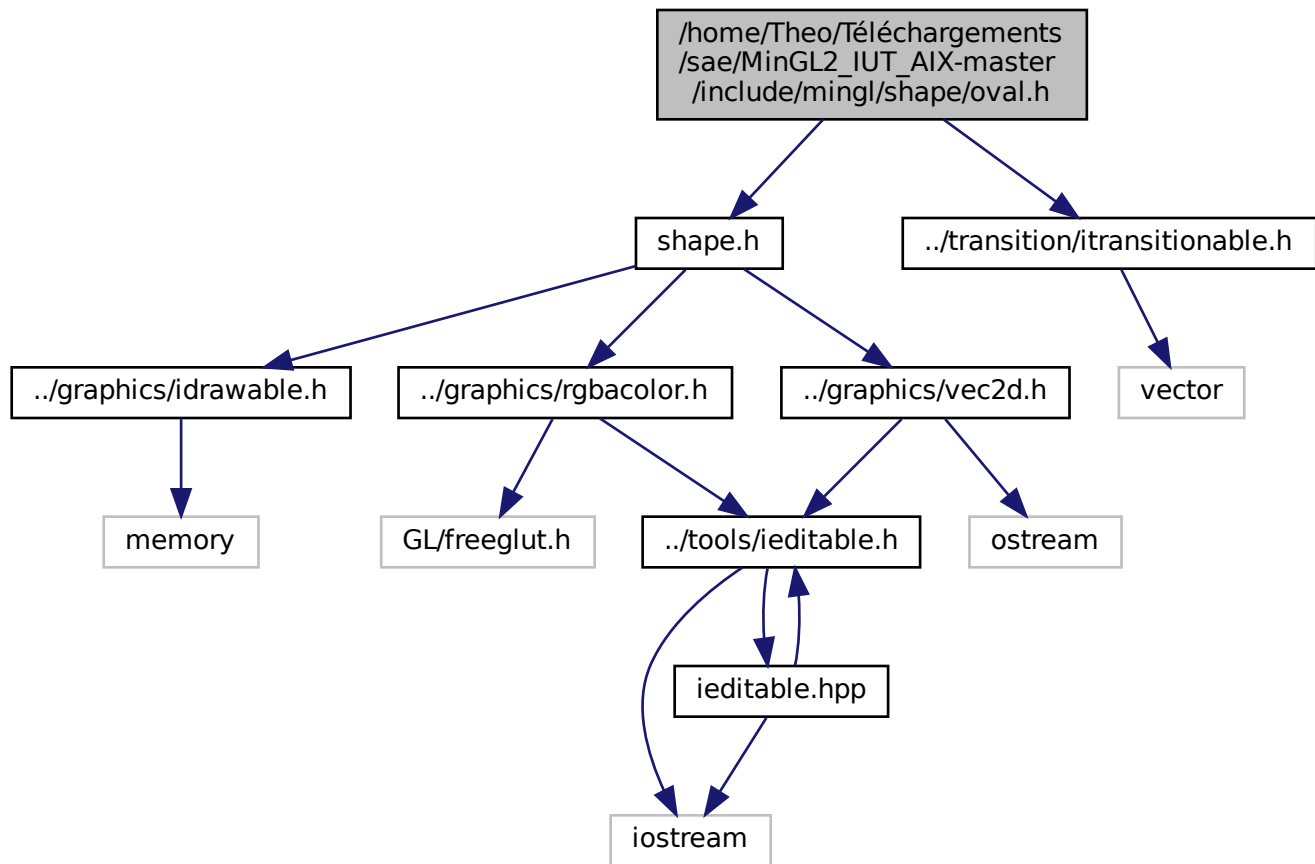 /home/Theo/Téléchargements
/sae/MinGL2_IUT_AIX-master
/include/mingl/shape/oval.h
shape.h
../transition/itransitionable.h
../graphics/idrawable.h
../graphics/rgbacolor.h
../graphics/vec2d.h
vector
memory
GL/freeglut.h
../tools/ieditable.h
ostream
ieditable.hpp
iostream